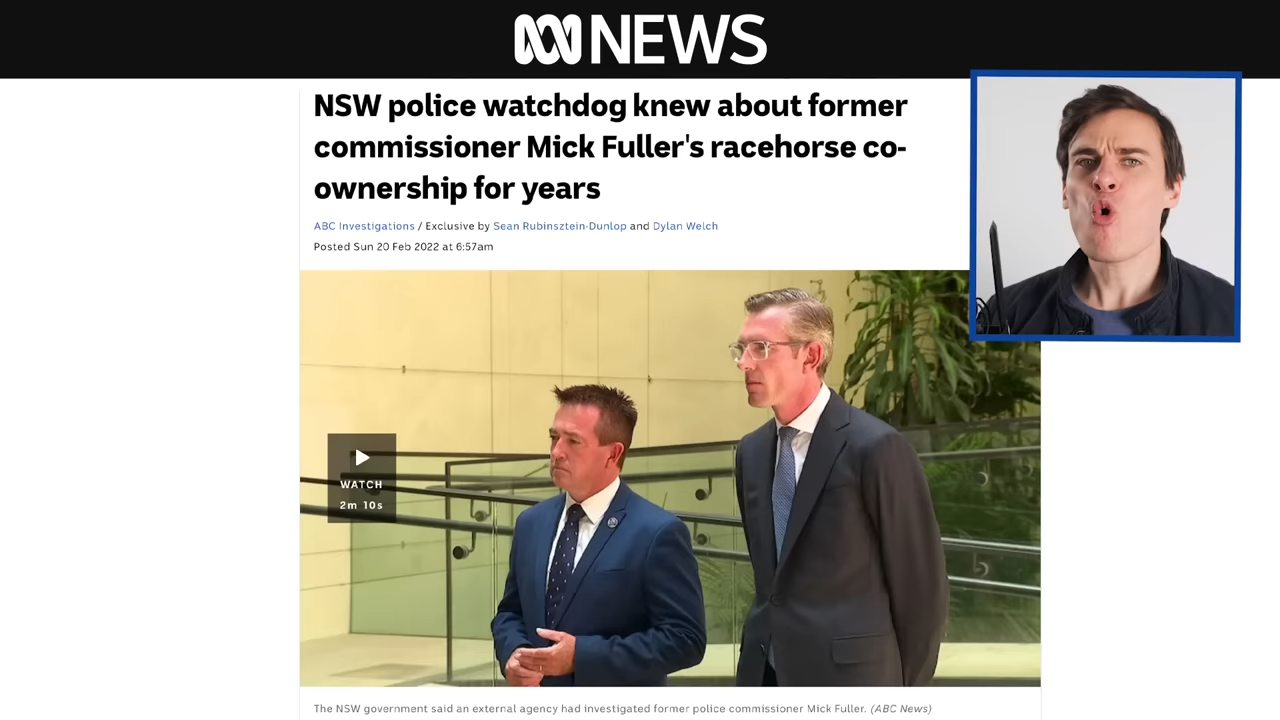 NEWS
NSW police watchdog knew about former
commissioner Mick Fuller's racehorse co-
ownership for years
ABC Investigations / Exclusive by Sean Rubinsztein-Dunlop and Dylan Welch
Posted Sun 20 Feb 2022 at 6:57am
WATCH
2m 10s
The NSW government said an external agency had investigated former police commissioner Mick Fuller. (ABC News)